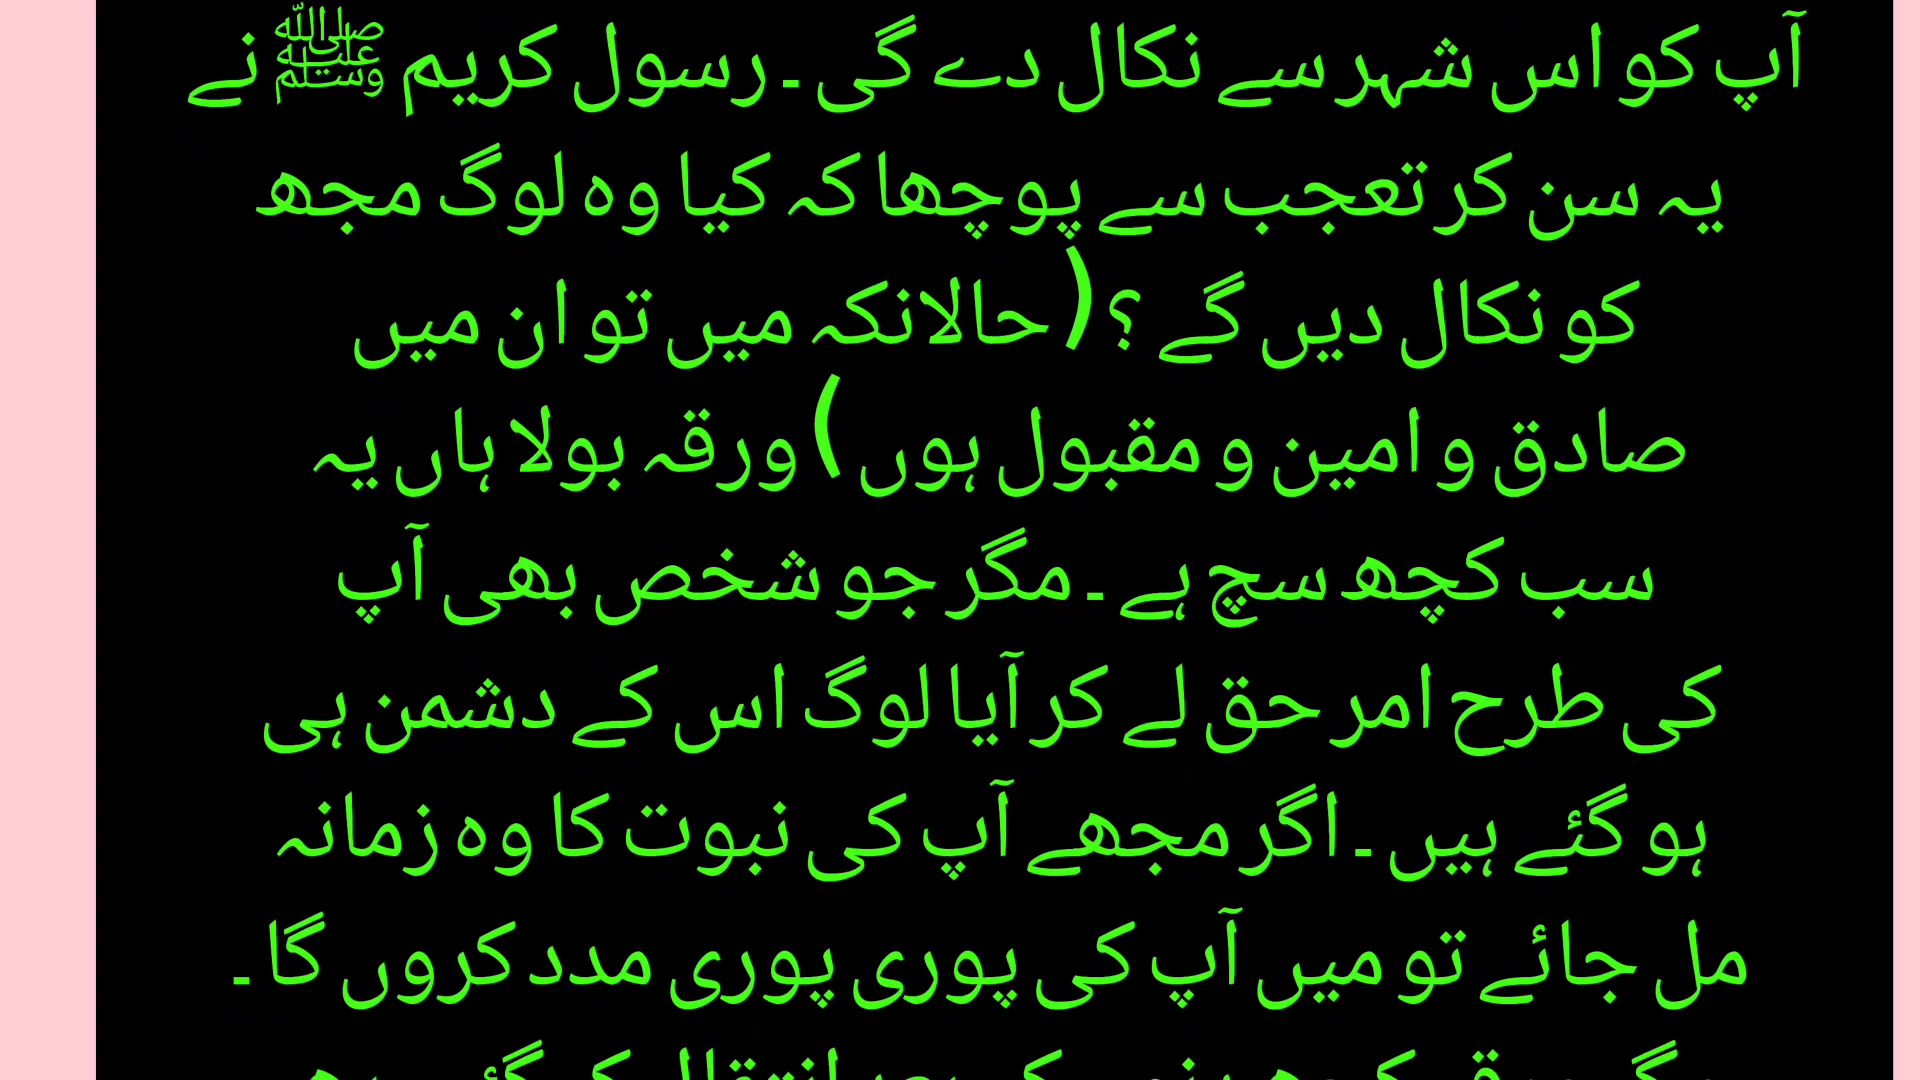 آپ کو اس شہر سے نکال دے گی ۔ رسول کریم ﷺ نے
یہ سن کر تعجب سے پوچھا کہ کیا وہ لوگ مجھ
کو نکال دیں گے ؟ ( حالانکہ میں تو ان میں
صادق و امین و مقبول ہوں ) ورقہ بولا ہاں یہ
سب کچھ سچ ہے ۔ مگر جو شخص بھی آپ
کی طرح امر حق لے کر آیا لوگ اس کے دشمن ہی
ہو گئے ہیں ۔ اگر مجھے آپ کی نبوت کا وہ زمانہ
مل جائے تو میں آپ کی پوری پوری مدد کروں گا ۔